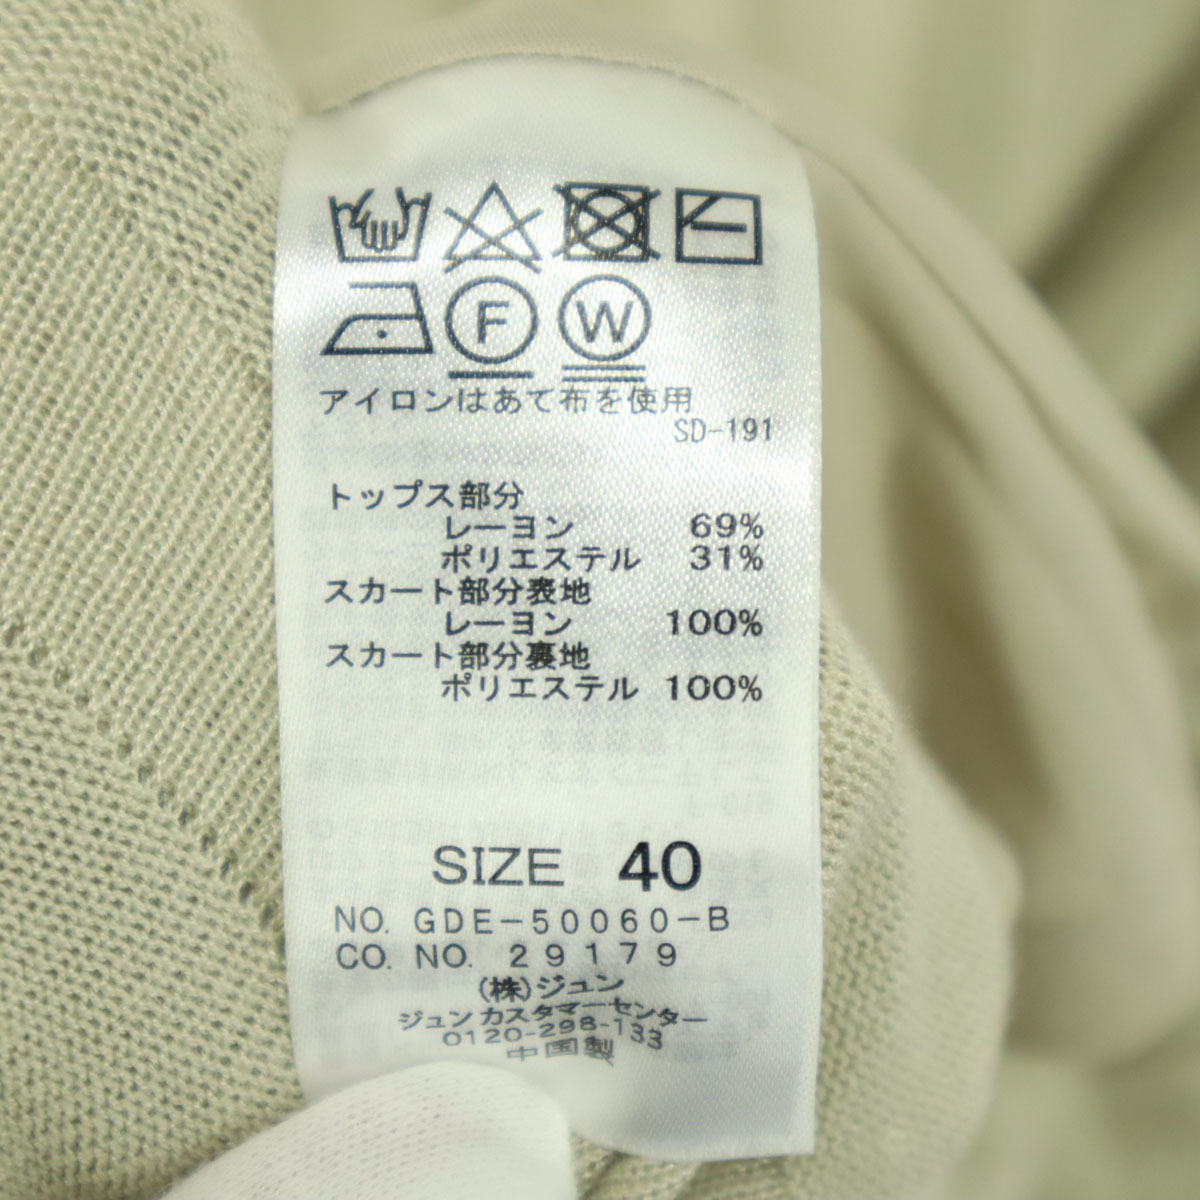 F W
アイロンはあて布を使用
SD-191
トップス部分
レーヨン 69%
ポリエステル 31%
スカート部分表地
レーヨン 100%
スカート部分裏地
ポリエステル 100%
SIZE 40
NO. GDE-50060-B
CO. NO. 29179
(株)ジュン
ジュンカスタマーセンター
0120-298-133
中国製